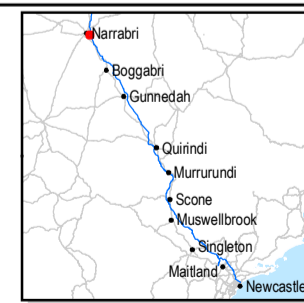 Narrabri
Boggabri
Gunnedah
Quirindi
Murrurundi
Scone
Muswellbrook
Singleton
Maitland
Newcastle